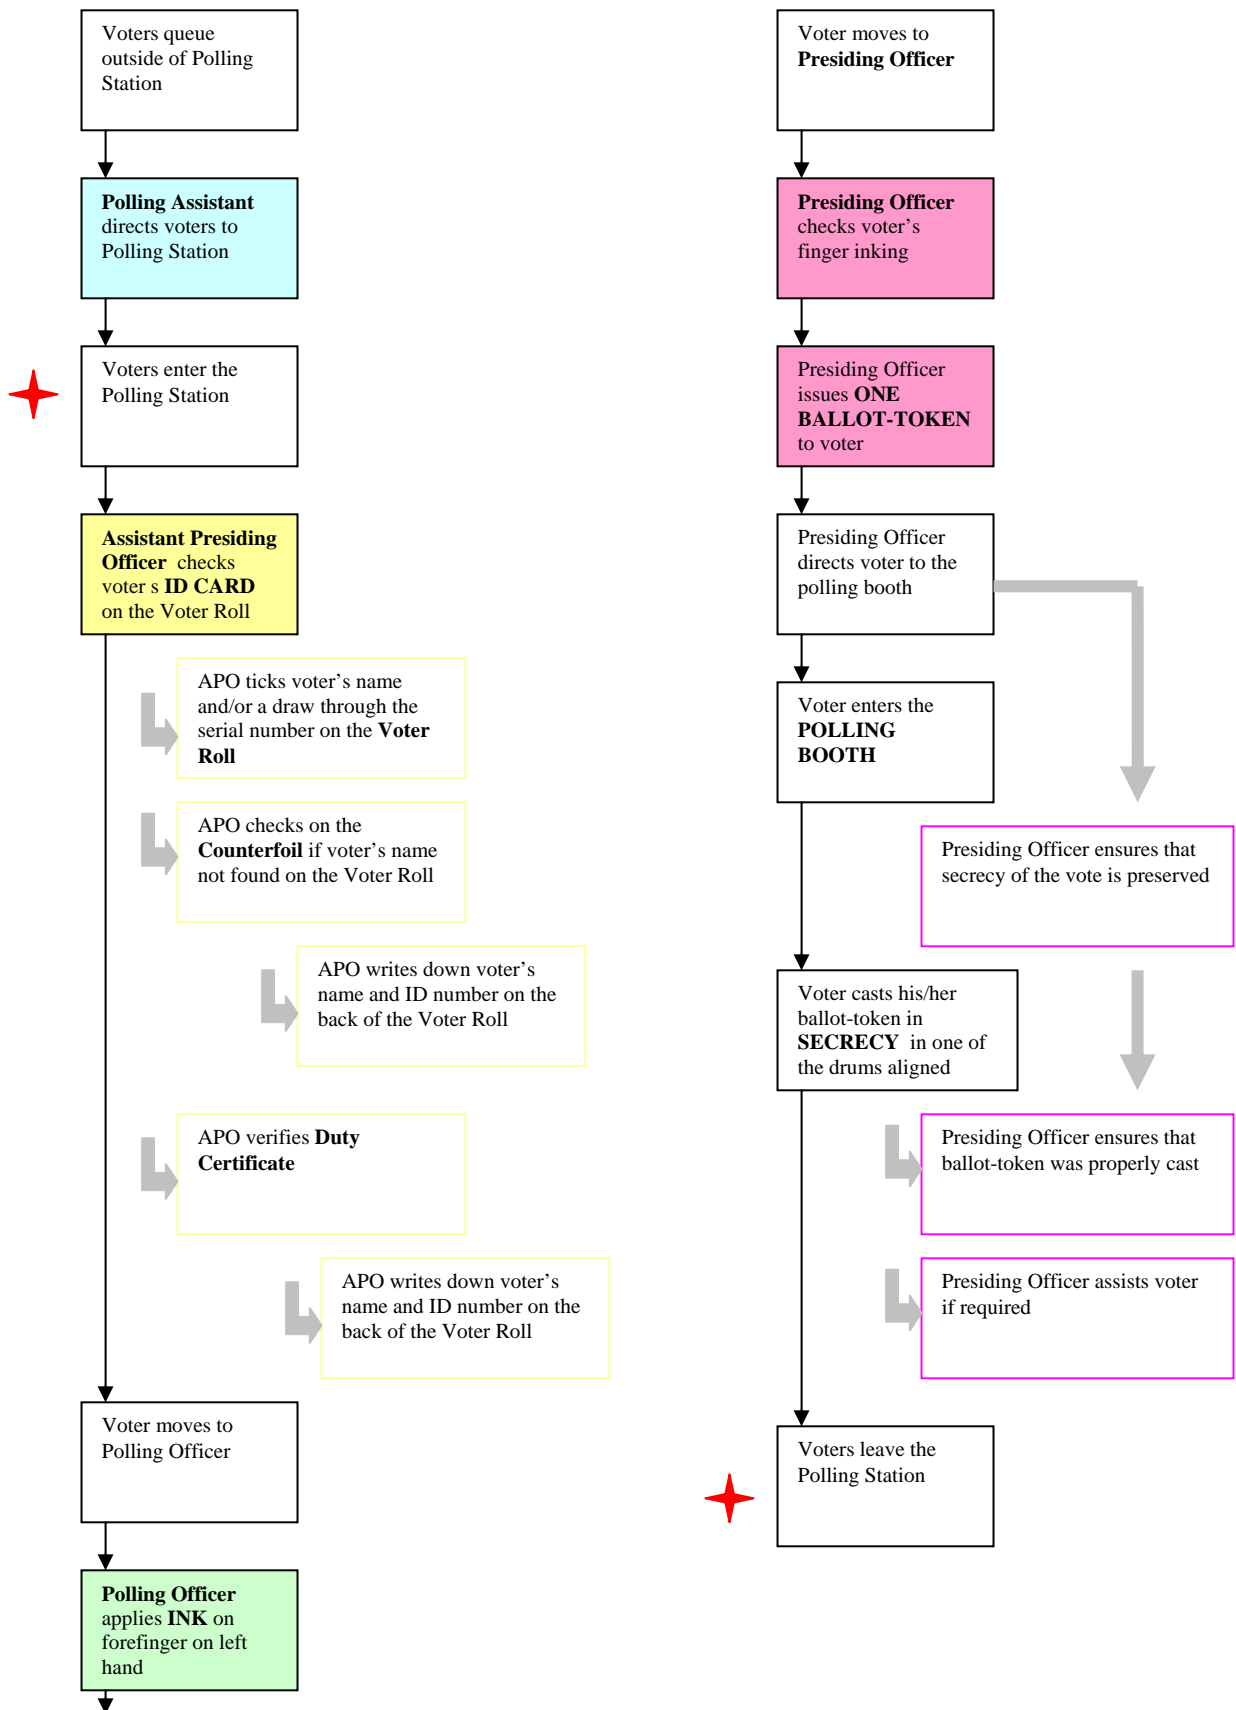 Voters queue
outside of Polling
Station
Polling Assistant
directs voters to
Polling Station
Voters enter the
Polling Station
Assistant Presiding
Officer checks
voter s ID CARD
on the Voter Roll
APO ticks voter’s name
and/or a draw through the
serial number on the Voter
Roll
APO checks on the
Counterfoil if voter’s name
not found on the Voter Roll
APO writes down voter’s
name and ID number on the
back of the Voter Roll
APO verifies Duty
Certificate
APO writes down voter’s
name and ID number on the
back of the Voter Roll
Voter moves to
Polling Officer
Polling Officer
applies INK on
forefinger on left
hand
Voter moves to
Presiding Officer
Presiding Officer
checks voter’s
finger inking
Presiding Officer
issues ONE
BALLOT-TOKEN
to voter
Presiding Officer
directs voter to the
polling booth
Voter enters the
POLLING
BOOTH
Presiding Officer ensures that
secrecy of the vote is preserved
Voter casts his/her
ballot-token in
SECRECY in one of
the drums aligned
Presiding Officer ensures that
ballot-token was properly cast
Presiding Officer assists voter
if required
Voters leave the
Polling Station